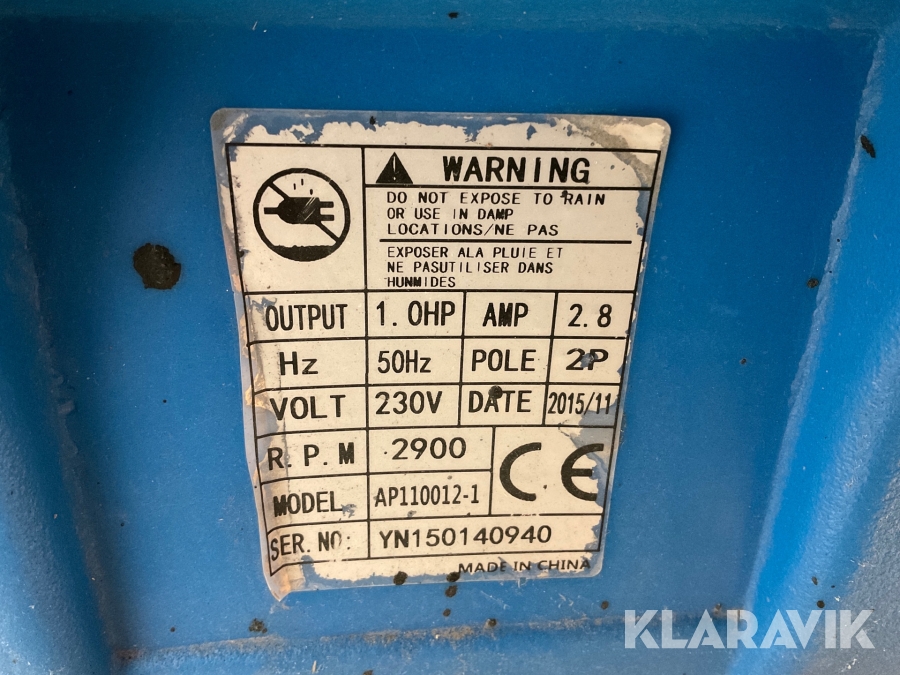 WARNING
DO NOT EXPOSE TO RAIN
OR USE IN DAMP
LOCATIONS/NE PAS
EXPOSER ALA PLUIE ET
NE PASUTILISER DANS
HUNMIDES
OUTPUT 1.0HP AMP 2.8
Hz 50Hz POLE 2P
VOLT 230V DATE 2015/11
R.P.M 2900 CE
MODEL AP110012-1
SER.NO: YN150140940
MADE IN CHINA
KLARAVIK